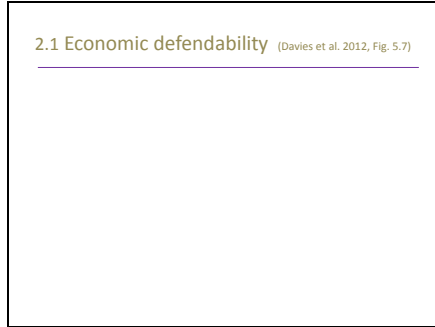 2.1 Economic defendability (Davies et al. 2012, Fig. 5.7)